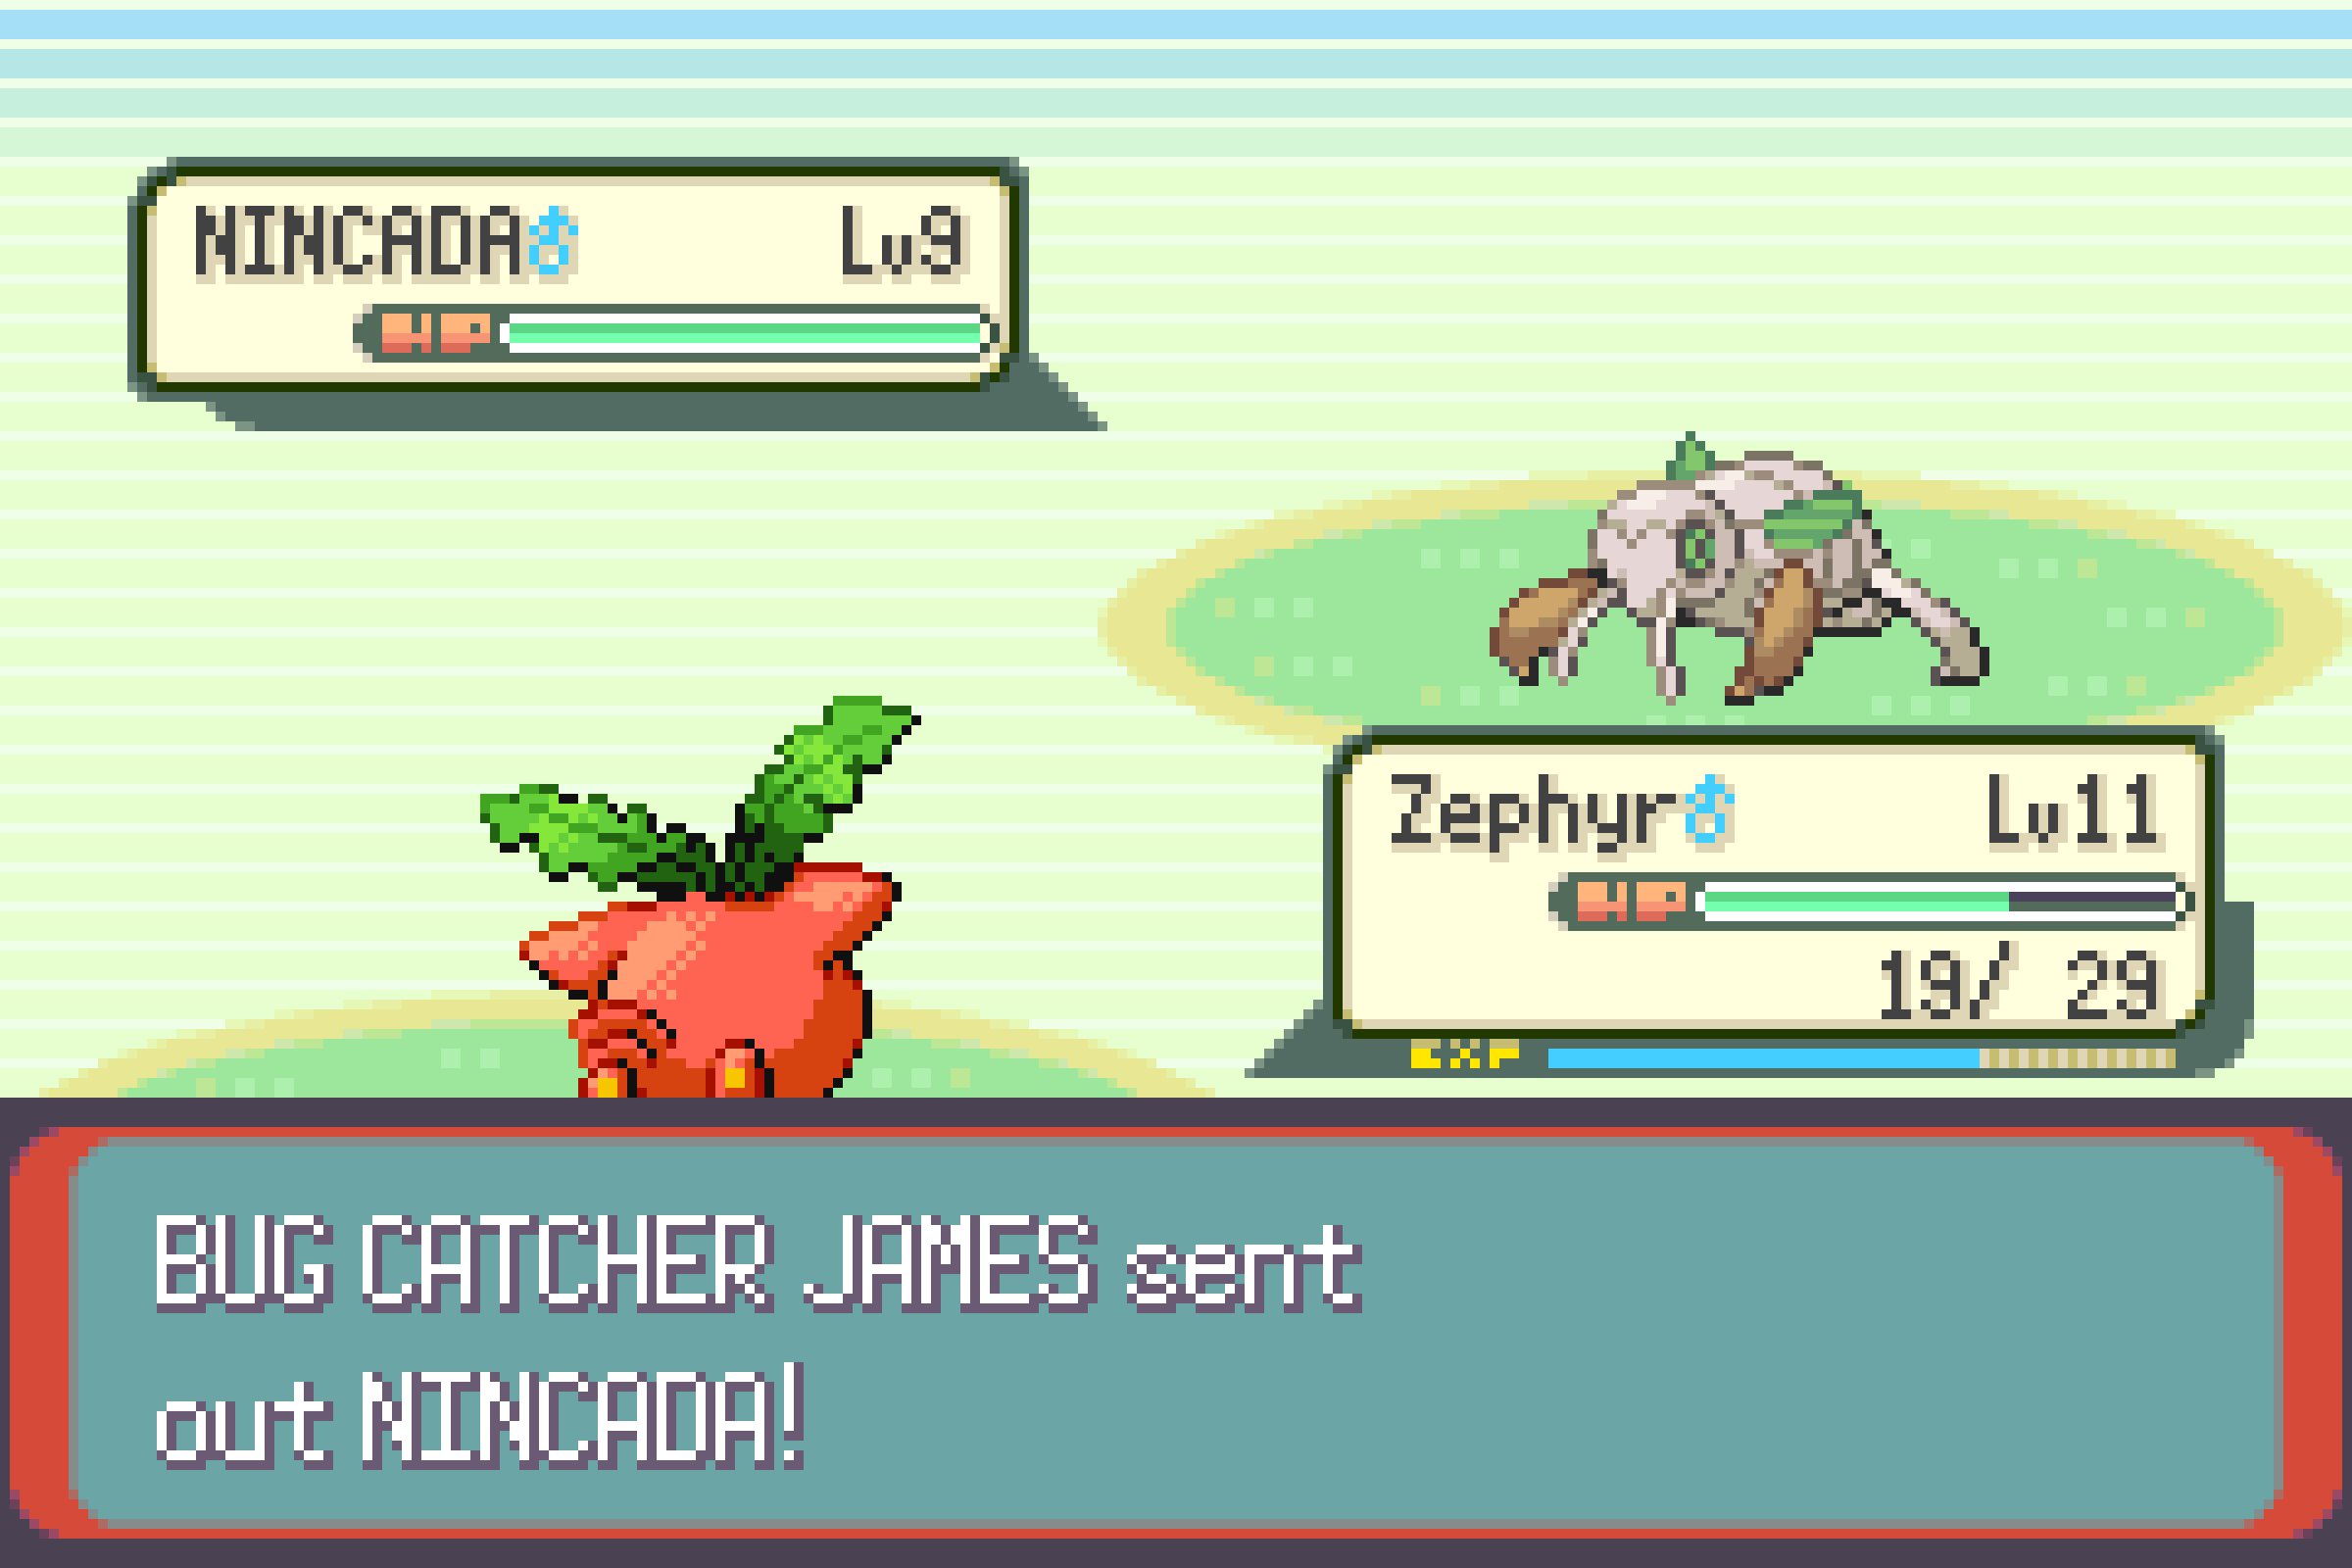 NINCADA♂ Lv9
HP
Zephyr♂ Lv11
HP
19/ 29
EXP
BUG CATCHER JAMES sent
out NINCADA!